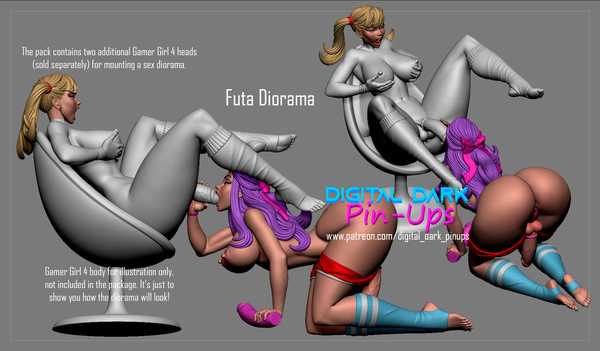 The pack contains two additional Gamer Girl 4 heads
(sold separately) for mounting a sex diorama.
Futa Diorama
DIGITAL DARK
Pin-Ups
www.patreon.com/digital_dark_pinups
Gamer Girl 4 body for illustration only,
not included in the package. It's just to
show you how the diorama will look!